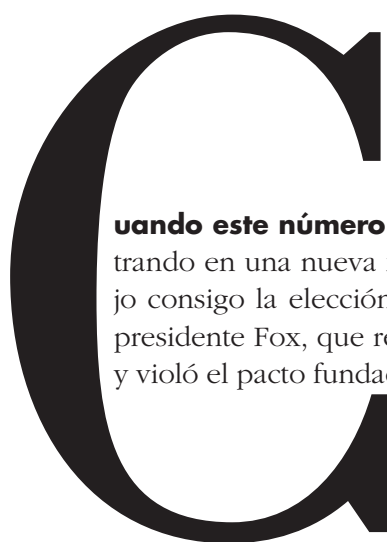 Cuando este número
trando en una nueva
jo consigo la elección
presidente Fox, que
y violó el pacto